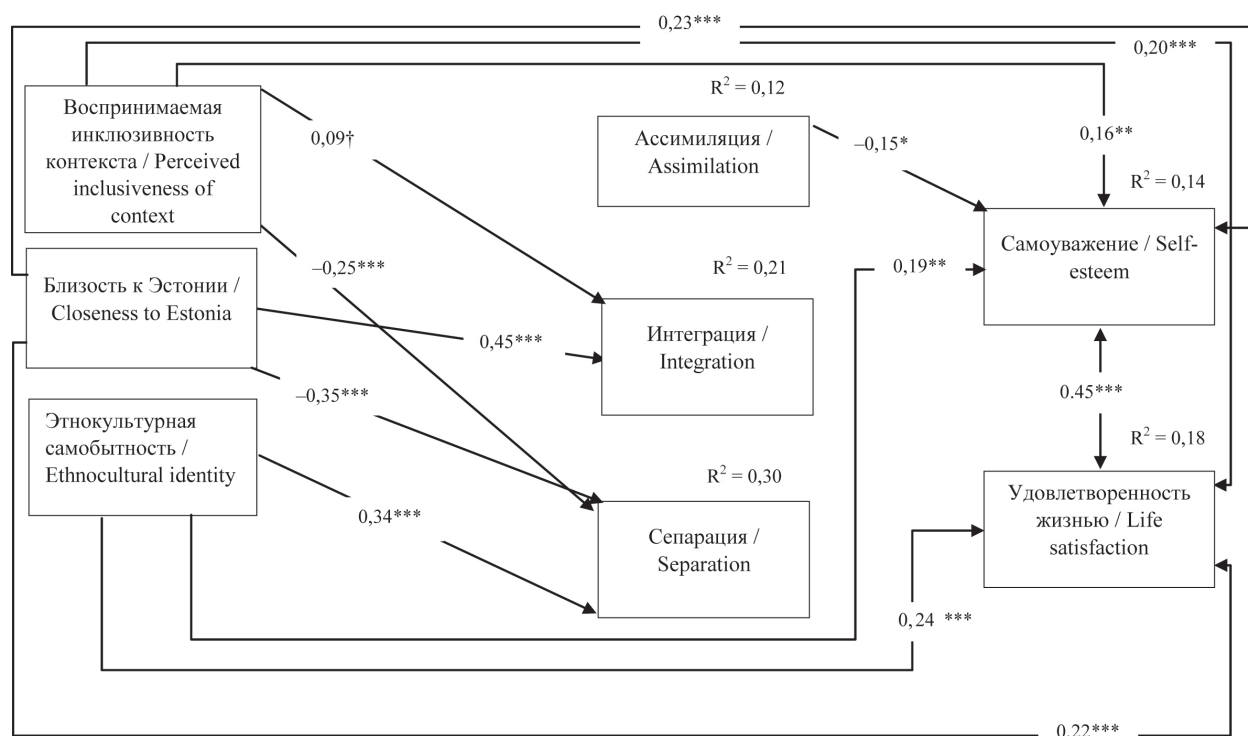 0,23***
0,20***
R² = 0,12
Воспринимаемая
инклюзивность
контекста / Perceived
inclusiveness of
context
0,09†
Ассимиляция /
Assimilation
–0,15*
0,16**
R² = 0,14
Самоуважение / Self-
esteem
–0,25***
R² = 0,21
0,19**
Близость к Эстонии /
Closeness to Estonia
0,45***
Интеграция /
Integration
–0,35***
0.45***
Этнокультурная
самобытность /
Ethnocultural identity
R² = 0,18
R² = 0,30
0,34***
Сепарация /
Separation
Удовлетворенность
жизнью / Life
satisfaction
0,24 ***
0,22***